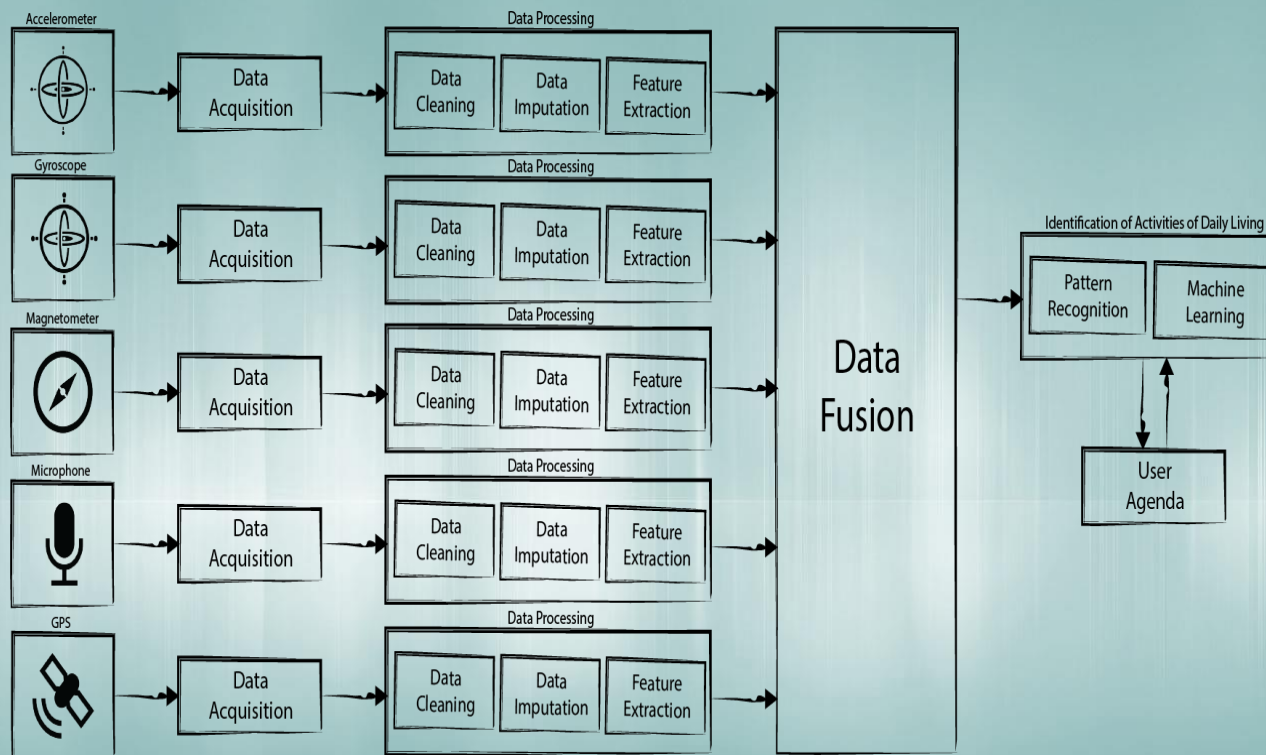 Accelerometer
Data
Acquisition
Data Processing
Data
Cleaning
Data
Imputation
Feature
Extraction
Gyroscope
Data
Acquisition
Data Processing
Data
Cleaning
Data
Imputation
Feature
Extraction
Magnetometer
Data
Acquisition
Data Processing
Data
Cleaning
Data
Imputation
Feature
Extraction
Microphone
Data
Acquisition
Data Processing
Data
Cleaning
Data
Imputation
Feature
Extraction
GPS
Data
Acquisition
Data Processing
Data
Cleaning
Data
Imputation
Feature
Extraction
Data
Fusion
Identification of Activities of Daily Living
Pattern
Recognition
Machine
Learning
User
Agenda